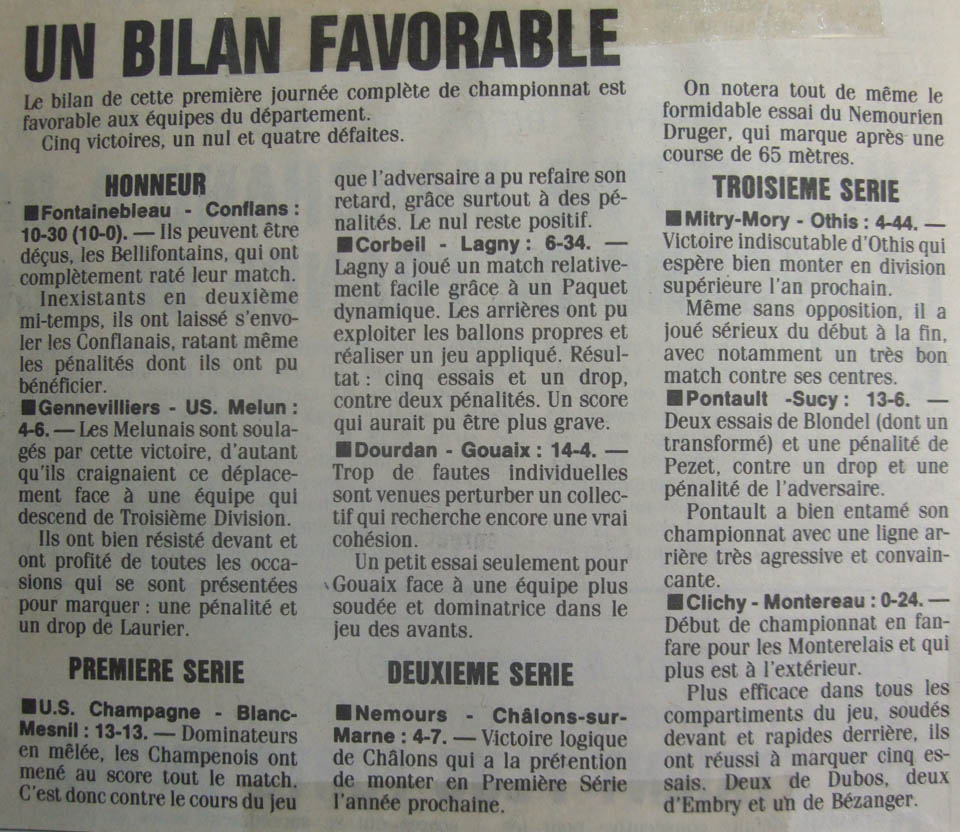 UN BILAN FAVORABLE
Le bilan de cette première journée complète de championnat est
favorable aux équipes du département.
Cinq victoires, un nul et quatre défaites.
HONNEUR
■Fontainebleau - Conflans :
10-30 (10-0). — Ils peuvent être
déçus, les Bellifontains, qui ont
complètement raté leur match.
Inexistants en deuxième
mi-temps, ils ont laissé s'envo-
ler les Conflanais, ratant même
les pénalités dont ils ont pu
bénéficier.
■Gennevilliers - US. Melun :
4-6. — Les Melunais sont soula-
gés par cette victoire, d'autant
qu'ils craignaient ce déplace-
ment face à une équipe qui
descend de Troisième Division.
Ils ont bien résisté devant et
ont profité de toutes les occa-
sions qui se sont présentées
pour marquer : une pénalité et
un drop de Laurier.
PREMIERE SERIE
■U.S. Champagne - Blanc-
Mesnil : 13-13. — Dominateurs
en mêlée, les Champenois ont
mené au score tout le match.
C'est donc contre le cours du jeu
que l'adversaire a pu refaire son
retard, grâce surtout à des pé-
nalités. Le nul reste positif.
■Corbeil - Lagny : 6-34. —
Lagny a joué un match relative-
ment facile grâce à un Paquet
dynamique. Les arrières ont pu
exploiter les ballons propres et
réaliser un jeu appliqué. Résul-
tat : cinq essais et un drop,
contre deux pénalités. Un score
qui aurait pu être plus grave.
■Dourdan - Gouaix : 14-4. —
Trop de fautes individuelles
sont venues perturber un collec-
tif qui recherche encore une vrai
cohésion.
Un petit essai seulement pour
Gouaix face à une équipe plus
soudée et dominatrice dans le
jeu des avants.
DEUXIEME SERIE
■Nemours - Châlons-sur-
Marne : 4-7. — Victoire logique
de Châlons qui a la prétention
de monter en Première Série
l'année prochaine.
On notera tout de même le
formidable essai du Nemourien
Druger, qui marque après une
course de 65 mètres.
TROISIEME SERIE
■Mitry-Mory - Othis : 4-44. —
Victoire indiscutable d'Othis qui
espère bien monter en division
supérieure l'an prochain.
Même sans opposition, il a
joué sérieux du début à la fin,
avec notamment un très bon
match contre ses centres.
■Pontault -Sucy : 13-6. —
Deux essais de Blondel (dont un
transformé) et une pénalité de
Pezet, contre un drop et une
pénalité de l'adversaire.
Pontault a bien entamé son
championnat avec une ligne ar-
rière très agressive et convain-
cante.
■Clichy - Montereau : 0-24. —
Début de championnat en fan-
fare pour les Monterelais et qui
plus est à l'extérieur.
Plus efficace dans tous les
compartiments du jeu, soudés
devant et rapides derrière, ils
ont réussi à marquer cinq es-
sais. Deux de Dubos, deux
d'Embry et un de Bézanger.